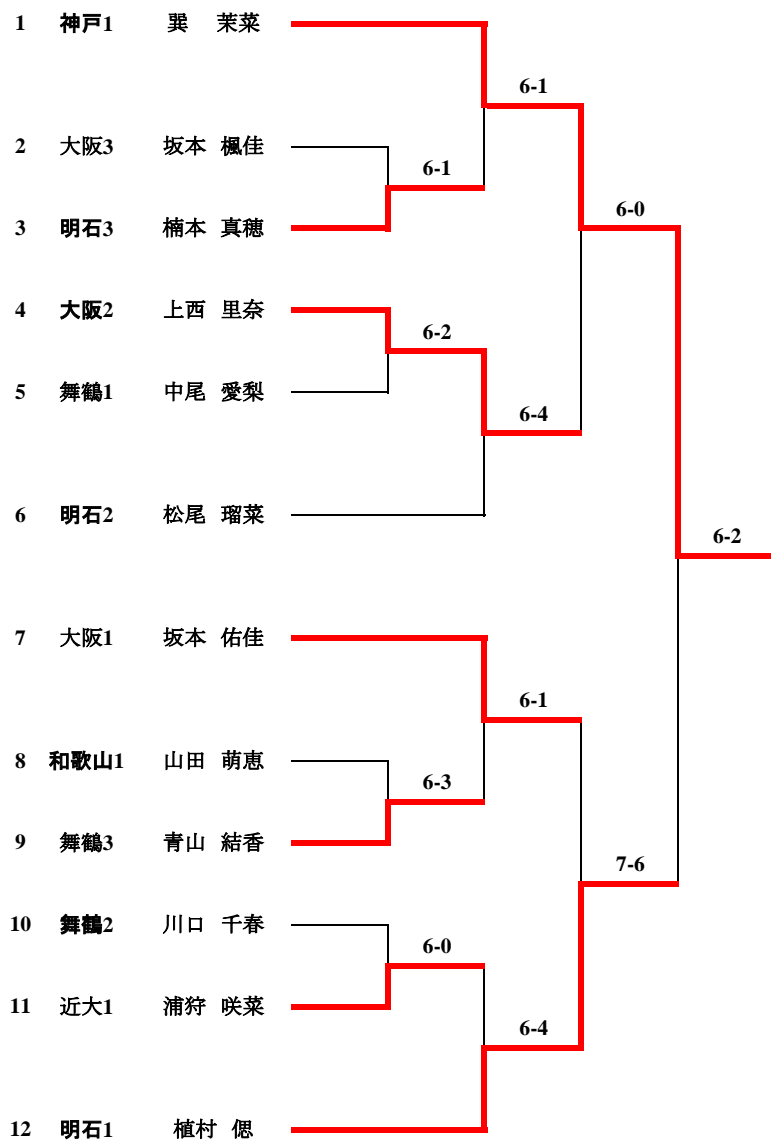 1 神戸1 巽 茉菜
6-1
2 大阪3 坂本 楓佳
6-1
3 明石3 楠本 真穂
6-0
4 大阪2 上西 里奈
6-2
5 舞鶴1 中尾 愛梨
6-4
6 明石2 松尾 瑠菜
6-2
7 大阪1 坂本 佑佳
6-1
8 和歌山1 山田 萌恵
6-3
9 舞鶴3 青山 結香
7-6
10 舞鶴2 川口 千春
6-0
11 近大1 浦狩 咲菜
6-4
12 明石1 植村 偲